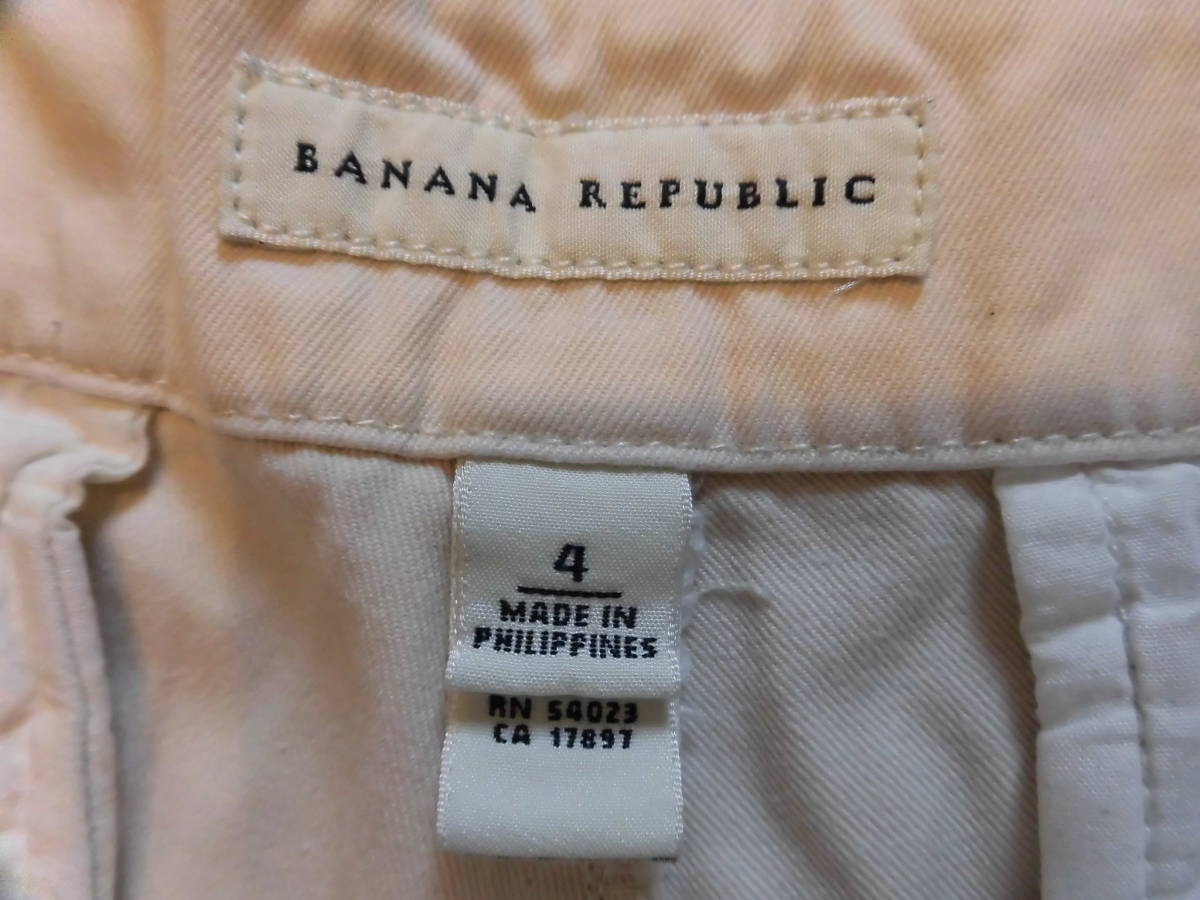 BANANA REPUBLIC
4
MADE IN
PHILIPPINES
RN 54023
CA 17897